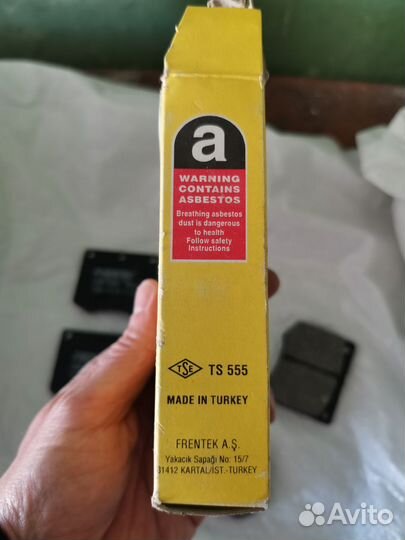 a
WARNING
CONTAINS
ASBESTOS
Breathing asbestos
dust is dangerous
to health
Follow safety
Instructions
TSE TS 555
MADE IN TURKEY
FRENTEK A.Ş.
Yakacık Sapağı No: 15/7
81412 KARTAL/İST.-TURKEY
Avito